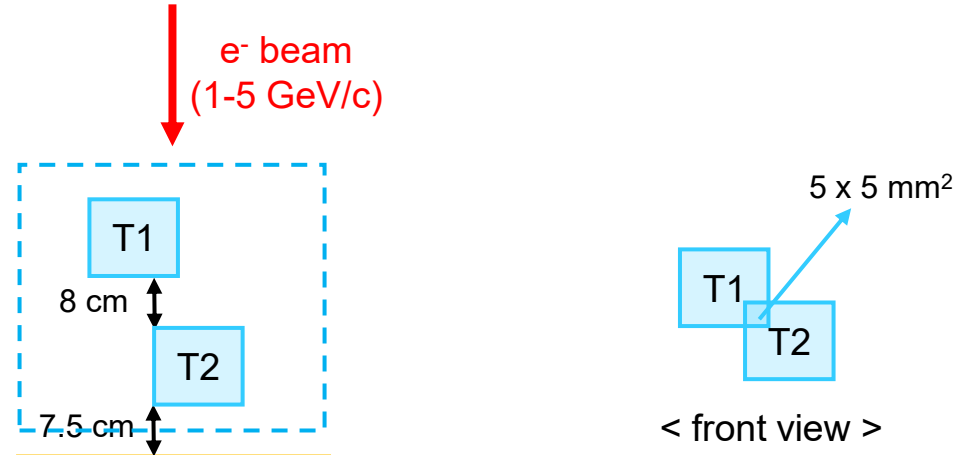 e⁻ beam
(1-5 GeV/c)
T1
8 cm
T2
7.5 cm
5 x 5 mm²
T1
T2
< front view >